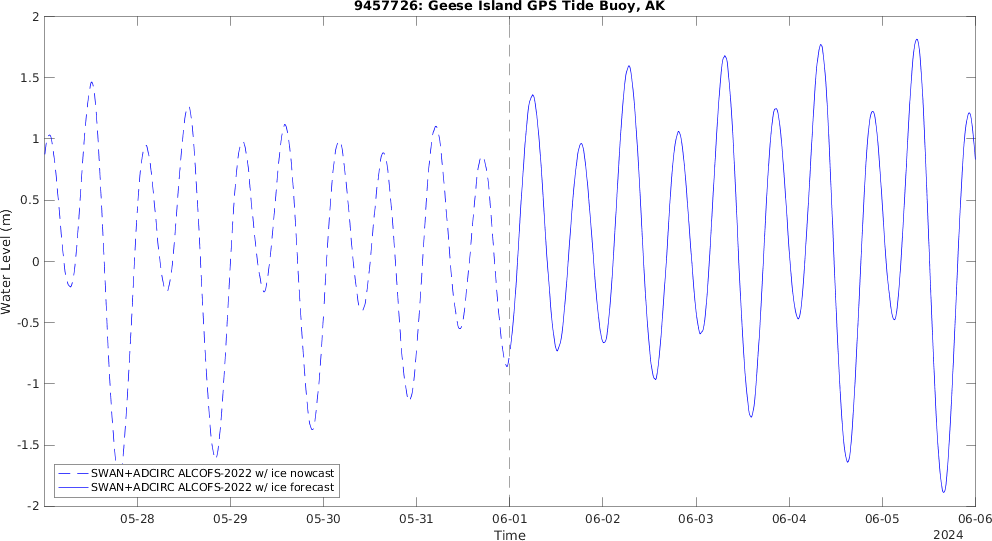 9457726: Geese Island GPS Tide Buoy, AK
2
1.5
1
0.5
0
-0.5
-1
-1.5
-2
Water Level (m)
SWAN+ADCIRC ALCOFS-2022 w/ ice nowcast
SWAN+ADCIRC ALCOFS-2022 w/ ice forecast
05-28 05-29 05-30 05-31 06-01 06-02 06-03 06-04 06-05 06-06
Time
2024